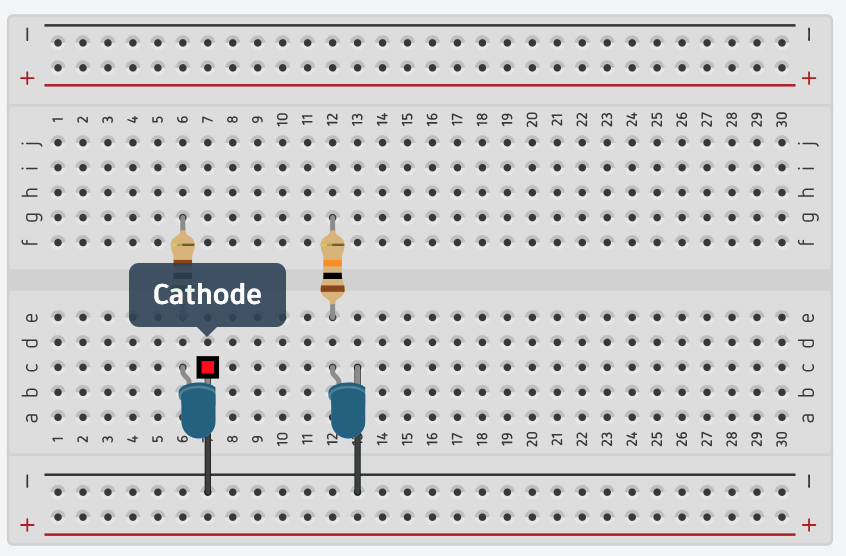 − −
+ +
1 2 3 4 5 6 7 8 9 10 11 12 13 14 15 16 17 18 19 20 21 22 23 24 25 26 27 28 29 30
j j
i i
h h
g g
f f
Cathode
e e
d d
c c
b b
a a
1 2 3 4 5 6 8 9 10 11 12 14 15 16 17 18 19 20 21 22 23 24 25 26 27 28 29 30
− −
+ +